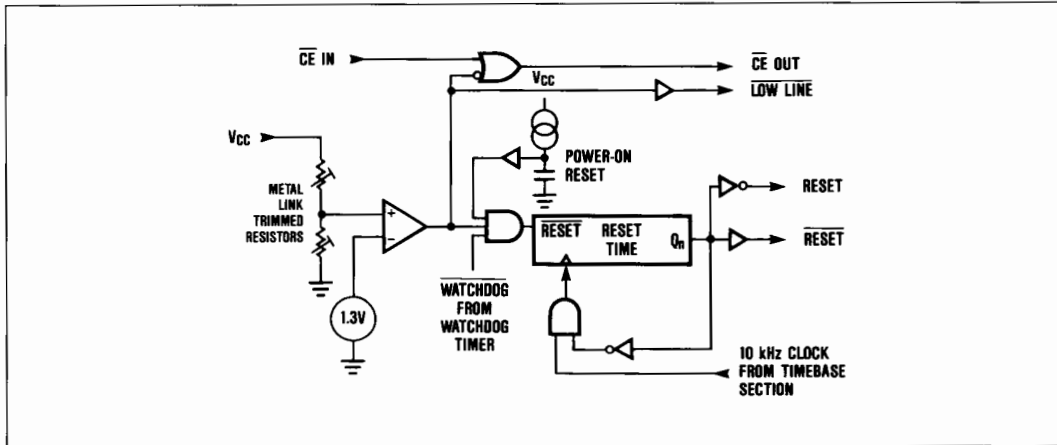 CE IN
CE OUT
VCC
LOW LINE
VCC
POWER-ON
RESET
METAL
LINK
TRIMMED
RESISTORS
+
−
1.3V
RESET
RESET
TIME
Qn
RESET
RESET
WATCHDOG
FROM
WATCHDOG
TIMER
10 kHz CLOCK
FROM TIMEBASE
SECTION